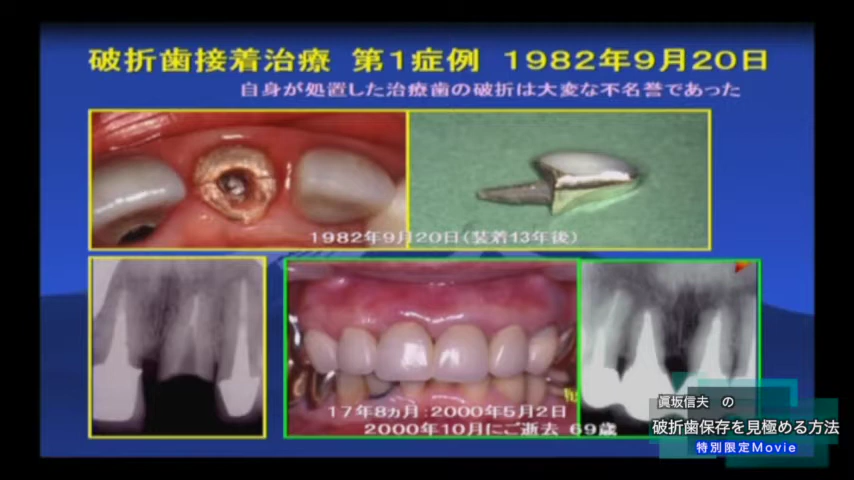 破折歯接着治療 第1症例 1982年9月20日
自身が処置した治療歯の破折は大変な不名誉であった
1982年9月20日(装着13年後)
17年8ヵ月:2000年5月2日
2000年10月にご逝去 69歳
眞坂信夫 の
破折歯保存を見極める方法
特別限定Movie